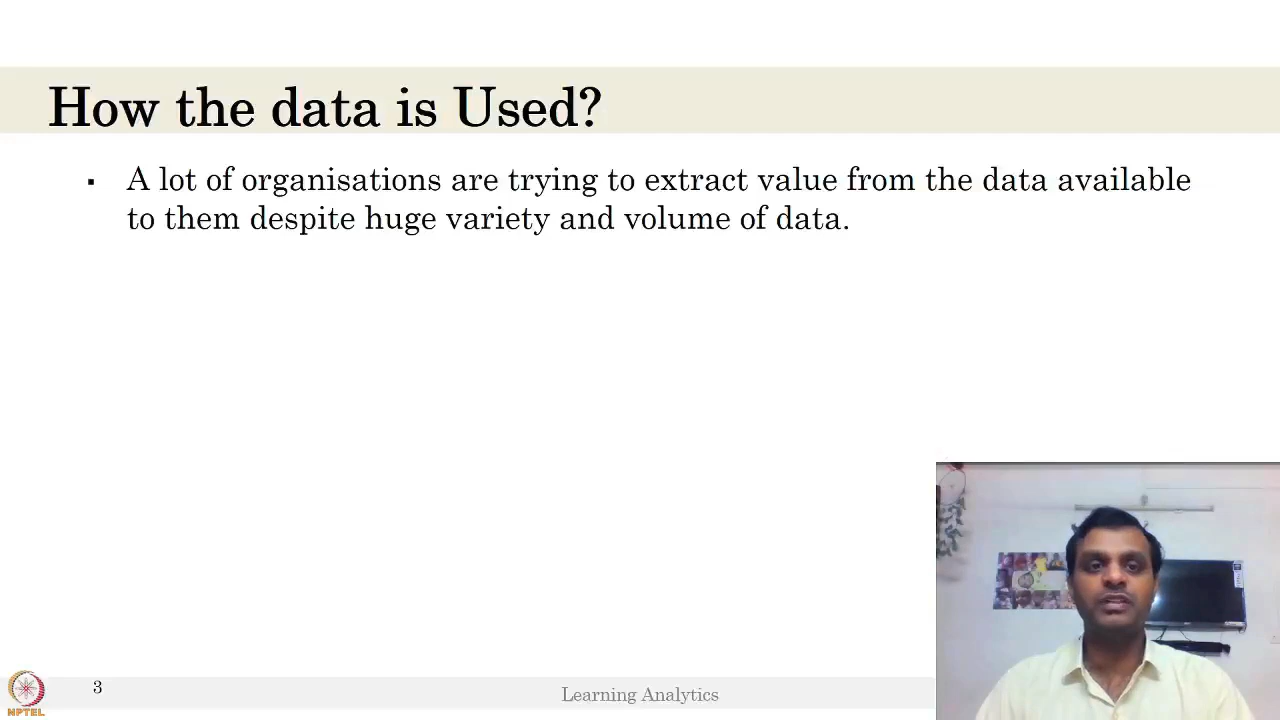 How the data is Used?
▪ A lot of organisations are trying to extract value from the data available
to them despite huge variety and volume of data.
3
Learning Analytics
NPTEL